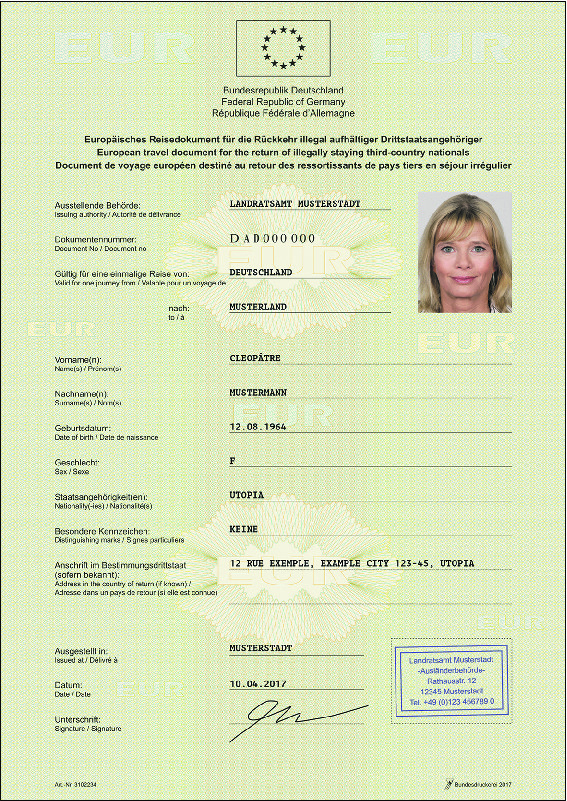 EUR
EUR
Bundesrepublik Deutschland
Federal Republic of Germany
République Fédérale d'Allemagne
Europäisches Reisedokument für die Rückkehr illegal aufhältiger Drittstaatsangehöriger
European travel document for the return of illegally staying third-country nationals
Document de voyage européen destiné au retour des ressortissants de pays tiers en séjour irrégulier
Ausstellende Behörde: LANDRATSAMT MUSTERSTADT
Issuing authority / Autorité de délivrance
Dokumentennummer: DAD000000
Document No / Document no
EUR
Gültig für eine einmalige Reise von: DEUTSCHLAND
Valid for one journey from / Valante pour un voyage de
nach: MUSTERLAND
to / à
EUR
EUR
Vorname(n): CLEOPÂTRE
Name(s) / Prénom(s)
Nachname(n): MUSTERMANN
Surname(s) / Nom(s)
EUR
Geburtsdatum: 12.08.1964
Date of birth / Date de naissance
Geschlecht: F
Sex / Sexe
Staatsangehörigkeit(en): UTOPIA
Nationality(-ies) / Nationalité(s)
Besondere Kennzeichen: KEINE
Distinguishing marks / Signes particuliers
Anschrift im Bestimmungsdrittstaat 12 RUE EXEMPLE, EXAMPLE CITY 123-45, UTOPIA
(sofern bekannt):
EUR
Address in the country of return (if known) /
Adresse dans un pays de retour (si elle est connue)
EUR
Ausgestellt in: MUSTERSTADT
Issued at / Délivré à
Landratsamt Musterstadt
-Ausländerbehörde-
Rathausstr. 12
12345 Musterstadt
Tel. +49 (0)123 456789 0
Datum: 10.04.2017
Date / Date
EUR
Unterschrift:
Signature / Signature
Art.-Nr. 3102234
Bundesdruckerei 2017